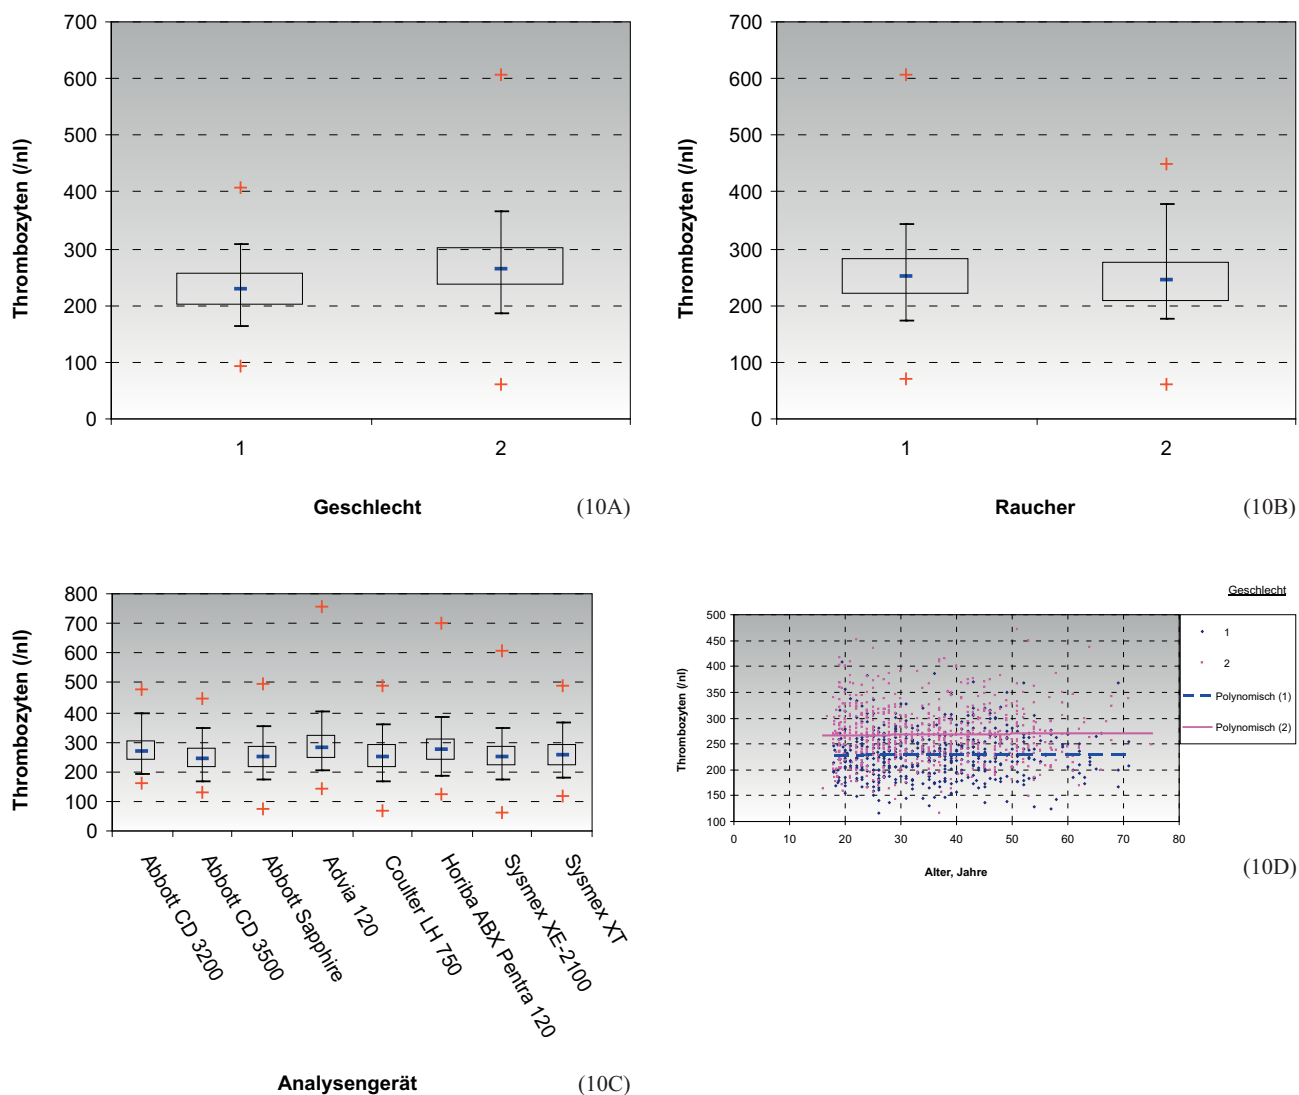 700
600
500
400
300
200
100
0
Thrombozyten (/nl)
1
2
Geschlecht
(10A)
700
600
500
400
300
200
100
0
Thrombozyten (/nl)
1
2
Raucher
(10B)
800
700
600
500
400
300
200
100
0
Thrombozyten (/nl)
Abbott CD 3200
Abbott CD 3500
Abbott Sapphire
Advia 120
Coulter LH 750
Horiba ABX Pentra 120
Sysmex XE-2100
Sysmex XT
Analysengerät
(10C)
Geschlecht
1
2
Polynomisch (1)
Polynomisch (2)
500
450
400
350
300
250
200
150
100
Thrombozyten (/nl)
0
10
20
30
40
50
60
70
80
Alter, Jahre
(10D)